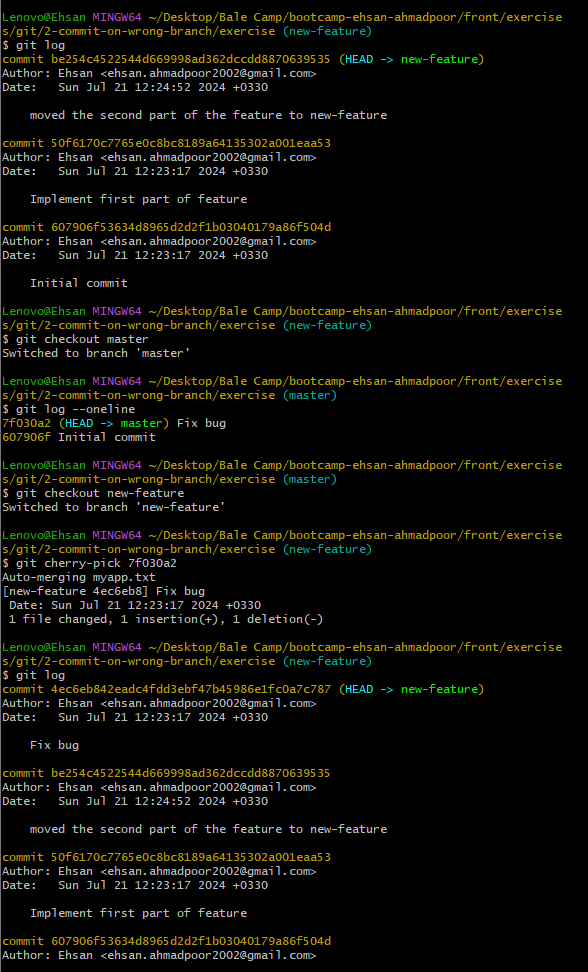 Lenovo@Ehsan MINGW64 ~/Desktop/Bale Camp/bootcamp-ehsan-ahmadpoor/front/exercise
s/git/2-commit-on-wrong-branch/exercise (new-feature)
$ git log
commit be254c4522544d669998ad362dccdd8870639535 (HEAD -> new-feature)
Author: Ehsan <ehsan.ahmadpoor2002@gmail.com>
Date:   Sun Jul 21 12:24:52 2024 +0330

    moved the second part of the feature to new-feature

commit 50f6170c7765e0c8bc8189a64135302a001eaa53
Author: Ehsan <ehsan.ahmadpoor2002@gmail.com>
Date:   Sun Jul 21 12:23:17 2024 +0330

    Implement first part of feature

commit 607906f53634d8965d2d2f1b03040179a86f504d
Author: Ehsan <ehsan.ahmadpoor2002@gmail.com>
Date:   Sun Jul 21 12:23:17 2024 +0330

    Initial commit

Lenovo@Ehsan MINGW64 ~/Desktop/Bale Camp/bootcamp-ehsan-ahmadpoor/front/exercise
s/git/2-commit-on-wrong-branch/exercise (new-feature)
$ git checkout master
Switched to branch 'master'

Lenovo@Ehsan MINGW64 ~/Desktop/Bale Camp/bootcamp-ehsan-ahmadpoor/front/exercise
s/git/2-commit-on-wrong-branch/exercise (master)
$ git log --oneline
7f030a2 (HEAD -> master) Fix bug
607906f Initial commit

Lenovo@Ehsan MINGW64 ~/Desktop/Bale Camp/bootcamp-ehsan-ahmadpoor/front/exercise
s/git/2-commit-on-wrong-branch/exercise (master)
$ git checkout new-feature
Switched to branch 'new-feature'

Lenovo@Ehsan MINGW64 ~/Desktop/Bale Camp/bootcamp-ehsan-ahmadpoor/front/exercise
s/git/2-commit-on-wrong-branch/exercise (new-feature)
$ git cherry-pick 7f030a2
Auto-merging myapp.txt
[new-feature 4ec6eb8] Fix bug
 Date: Sun Jul 21 12:23:17 2024 +0330
 1 file changed, 1 insertion(+), 1 deletion(-)

Lenovo@Ehsan MINGW64 ~/Desktop/Bale Camp/bootcamp-ehsan-ahmadpoor/front/exercise
s/git/2-commit-on-wrong-branch/exercise (new-feature)
$ git log
commit 4ec6eb842eadc4fdd3ebf47b45986e1fc0a7c787 (HEAD -> new-feature)
Author: Ehsan <ehsan.ahmadpoor2002@gmail.com>
Date:   Sun Jul 21 12:23:17 2024 +0330

    Fix bug

commit be254c4522544d669998ad362dccdd8870639535
Author: Ehsan <ehsan.ahmadpoor2002@gmail.com>
Date:   Sun Jul 21 12:24:52 2024 +0330

    moved the second part of the feature to new-feature

commit 50f6170c7765e0c8bc8189a64135302a001eaa53
Author: Ehsan <ehsan.ahmadpoor2002@gmail.com>
Date:   Sun Jul 21 12:23:17 2024 +0330

    Implement first part of feature

commit 607906f53634d8965d2d2f1b03040179a86f504d
Author: Ehsan <ehsan.ahmadpoor2002@gmail.com>